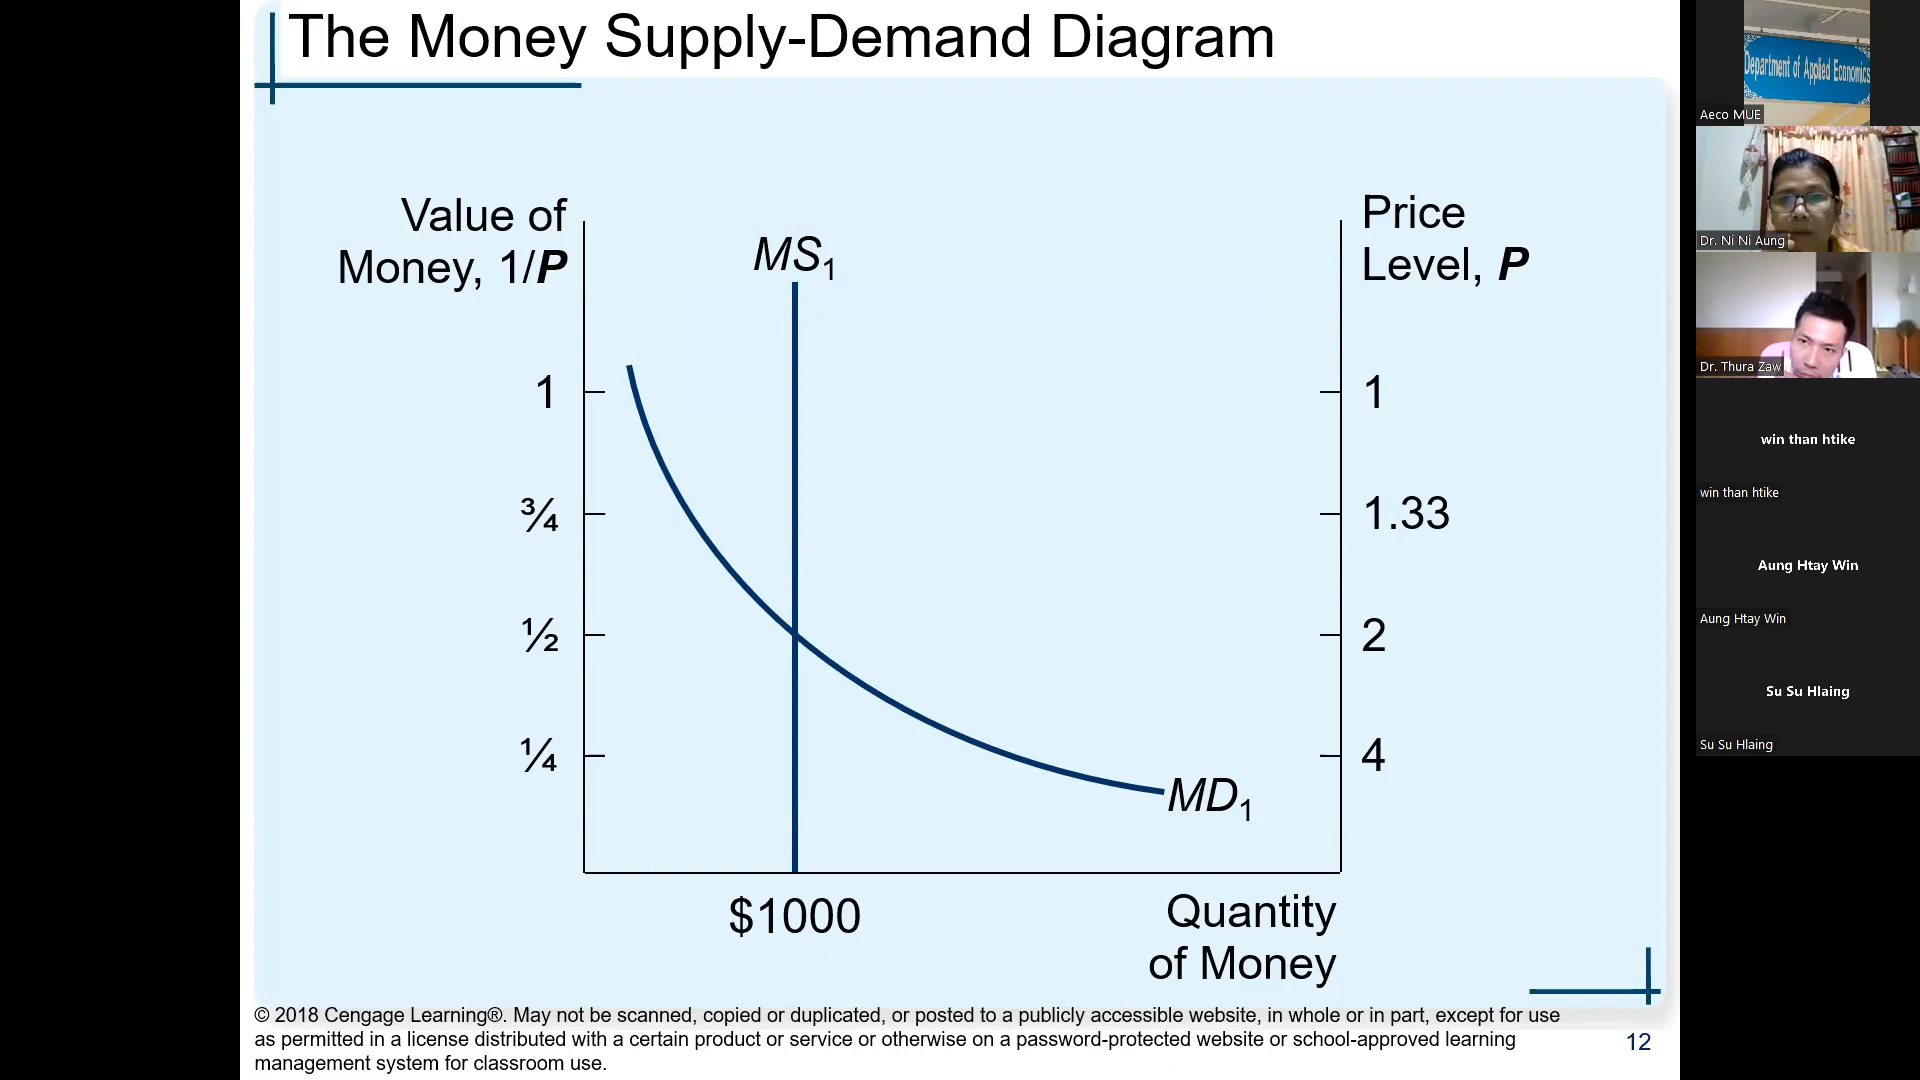 The Money Supply-Demand Diagram
Value of
Money, 1/P
MS1
Price
Level, P
1
1
¾
1.33
½
2
¼
4
MD1
$1000
Quantity
of Money
© 2018 Cengage Learning®. May not be scanned, copied or duplicated, or posted to a publicly accessible website, in whole or in part, except for use
as permitted in a license distributed with a certain product or service or otherwise on a password-protected website or school-approved learning
management system for classroom use.
12
Department of Applied Economics
Aeco MUE
Dr. Ni Ni Aung
Dr. Thura Zaw
win than htike
win than htike
Aung Htay Win
Aung Htay Win
Su Su Hlaing
Su Su Hlaing